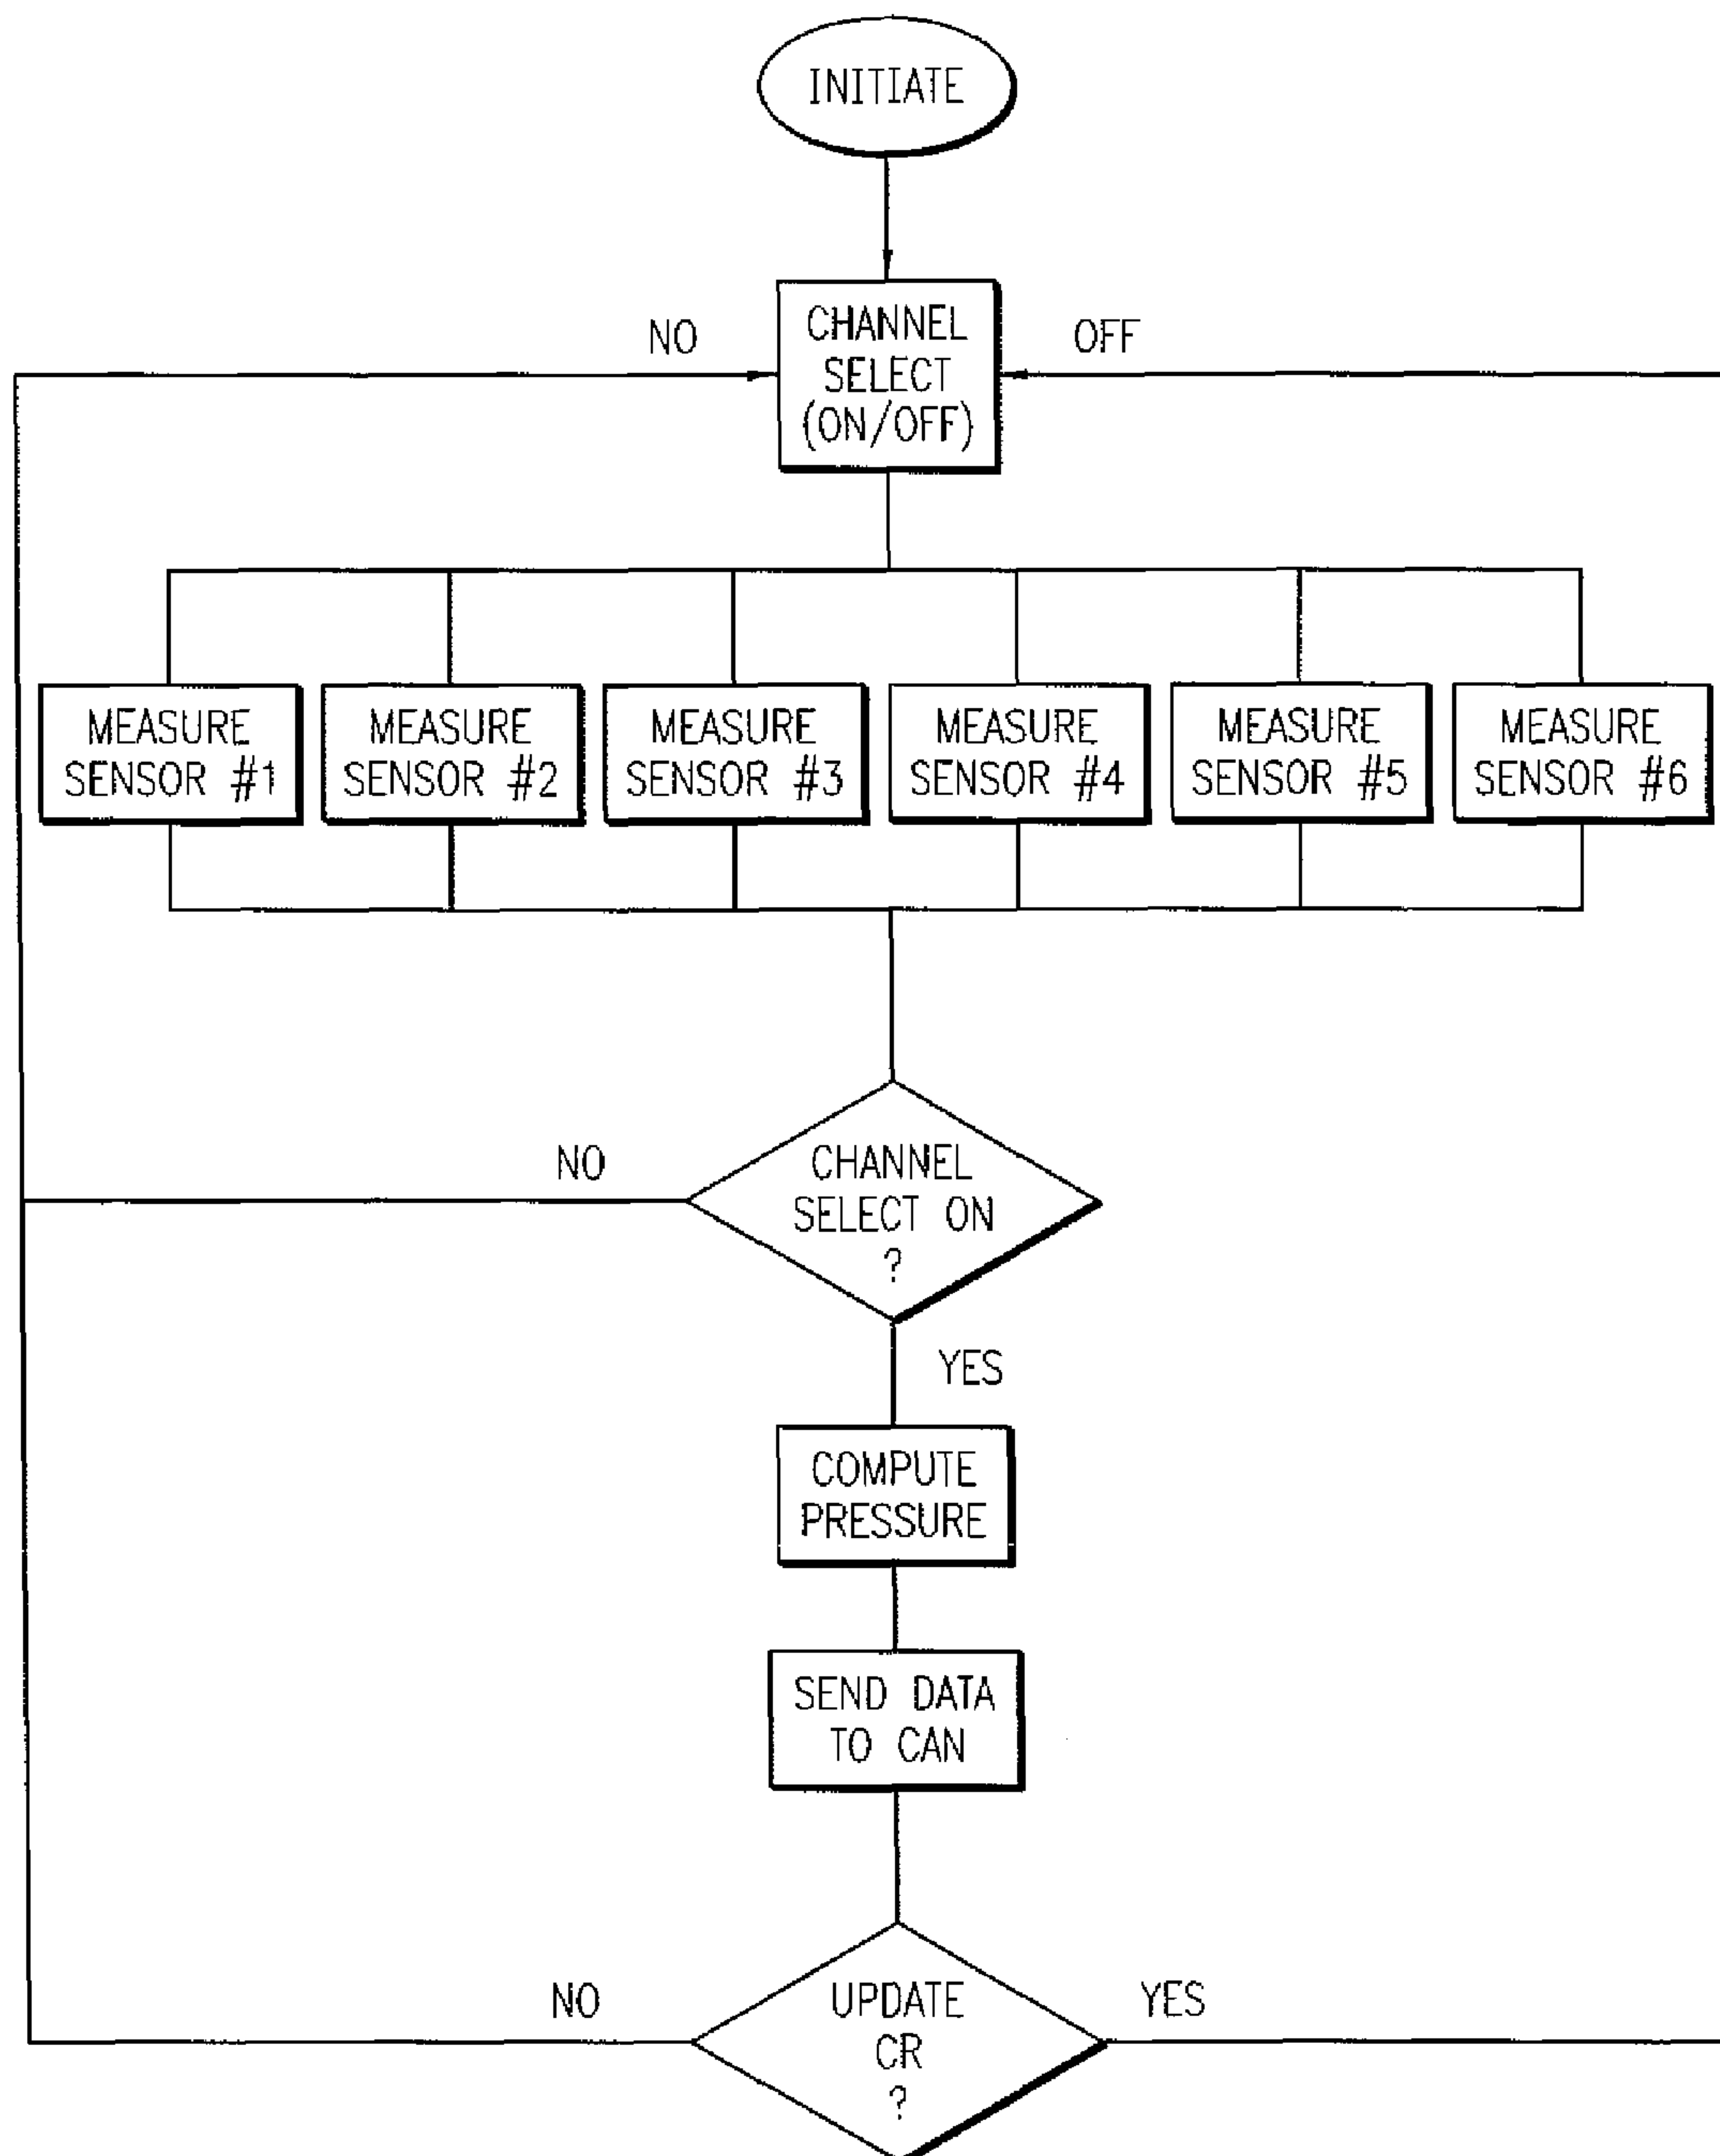 INITIATE
NO
CHANNEL
SELECT
(ON/OFF)
OFF
MEASURE
SENSOR #1
MEASURE
SENSOR #2
MEASURE
SENSOR #3
MEASURE
SENSOR #4
MEASURE
SENSOR #5
MEASURE
SENSOR #6
NO
CHANNEL
SELECT ON
?
YES
COMPUTE
PRESSURE
SEND DATA
TO CAN
NO
UPDATE
CR
?
YES